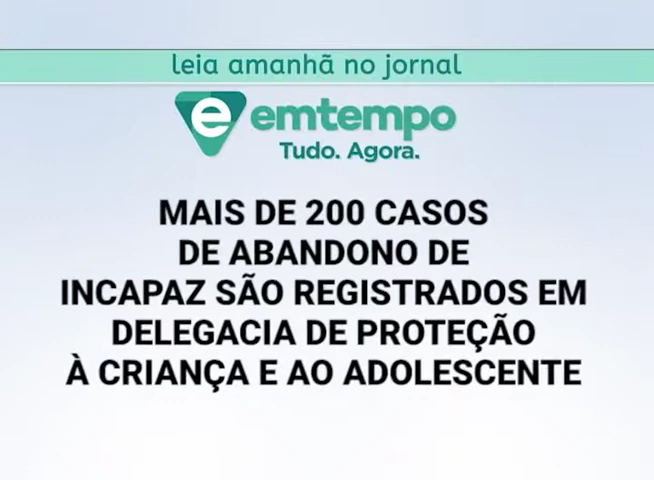 leia amanhã no jornal
e emtempo
Tudo. Agora.
MAIS DE 200 CASOS
DE ABANDONO DE
INCAPAZ SÃO REGISTRADOS EM
DELEGACIA DE PROTEÇÃO
À CRIANÇA E AO ADOLESCENTE